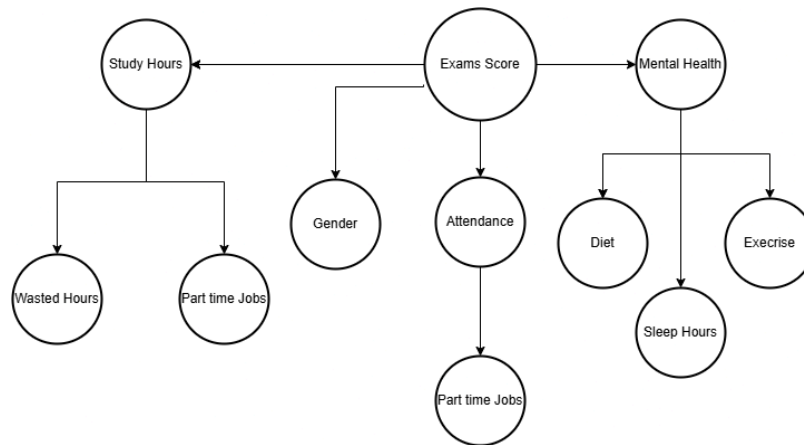 Study Hours
Exams Score
Mental Health
Gender
Attendance
Diet
Execrise
Wasted Hours
Part time Jobs
Sleep Hours
Part time Jobs